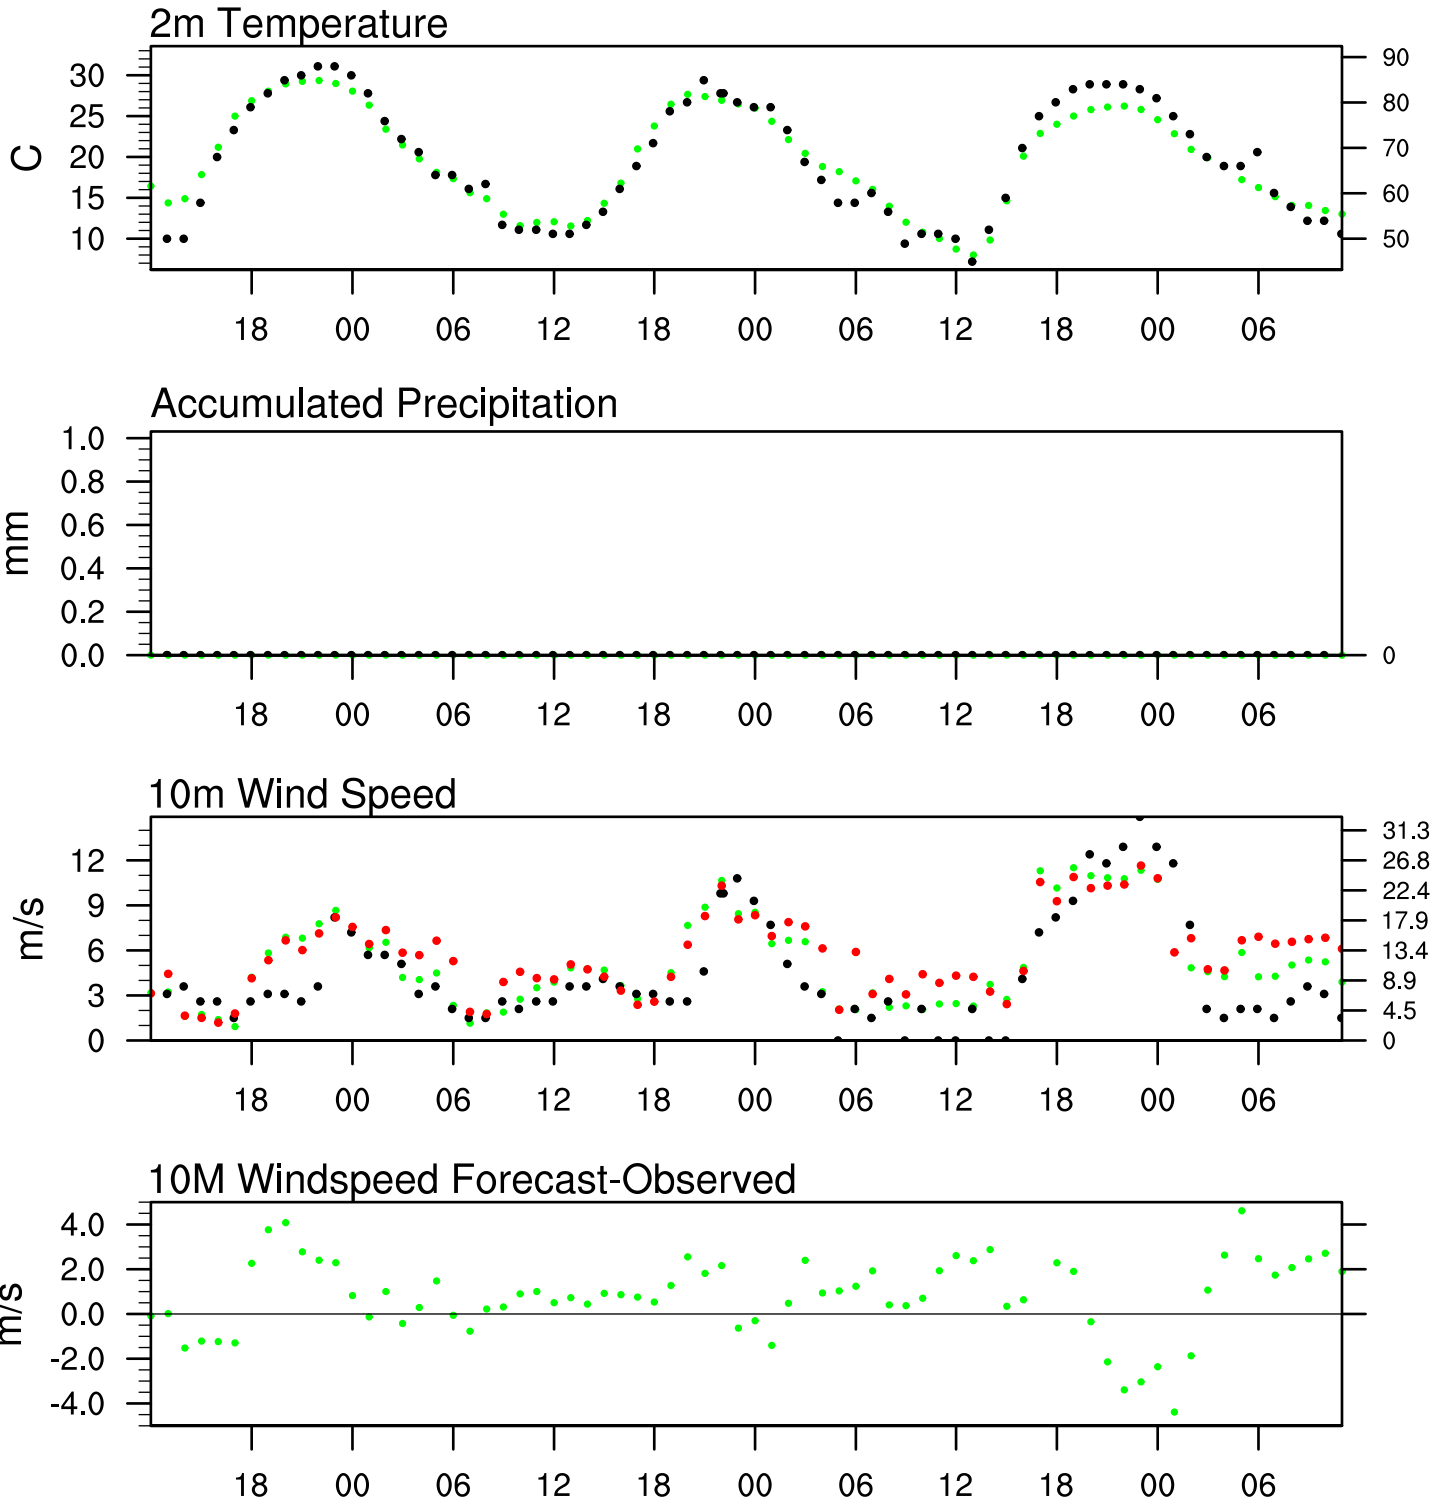 2m Temperature
30
25
20
15
10
C
90
80
70
60
50
18 00 06 12 18 00 06 12 18 00 06
Accumulated Precipitation
1.0
0.8
0.6
0.4
0.2
0.0
mm
0
18 00 06 12 18 00 06 12 18 00 06
10m Wind Speed
12
9
6
3
0
m/s
31.3
26.8
22.4
17.9
13.4
8.9
4.5
0
18 00 06 12 18 00 06 12 18 00 06
10M Windspeed Forecast-Observed
4.0
2.0
0.0
-2.0
-4.0
m/s
18 00 06 12 18 00 06 12 18 00 06